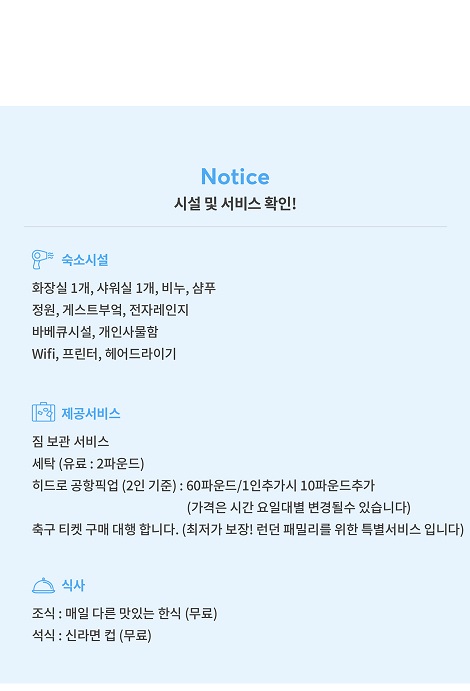 Notice
시설 및 서비스 확인!
숙소시설
화장실 1개, 샤워실 1개, 비누, 샴푸
정원, 게스트부엌, 전자레인지
바베큐시설, 개인사물함
Wifi, 프린터, 헤어드라이기
제공서비스
짐 보관 서비스
세탁 (유료 : 2파운드)
히드로 공항픽업 (2인 기준) : 60파운드/1인추가시 10파운드추가
(가격은 시간 요일대별 변경될수 있습니다)
축구 티켓 구매 대행 합니다. (최저가 보장! 런던 패밀리를 위한 특별서비스 입니다)
식사
조식 : 매일 다른 맛있는 한식 (무료)
석식 : 신라면 컵 (무료)